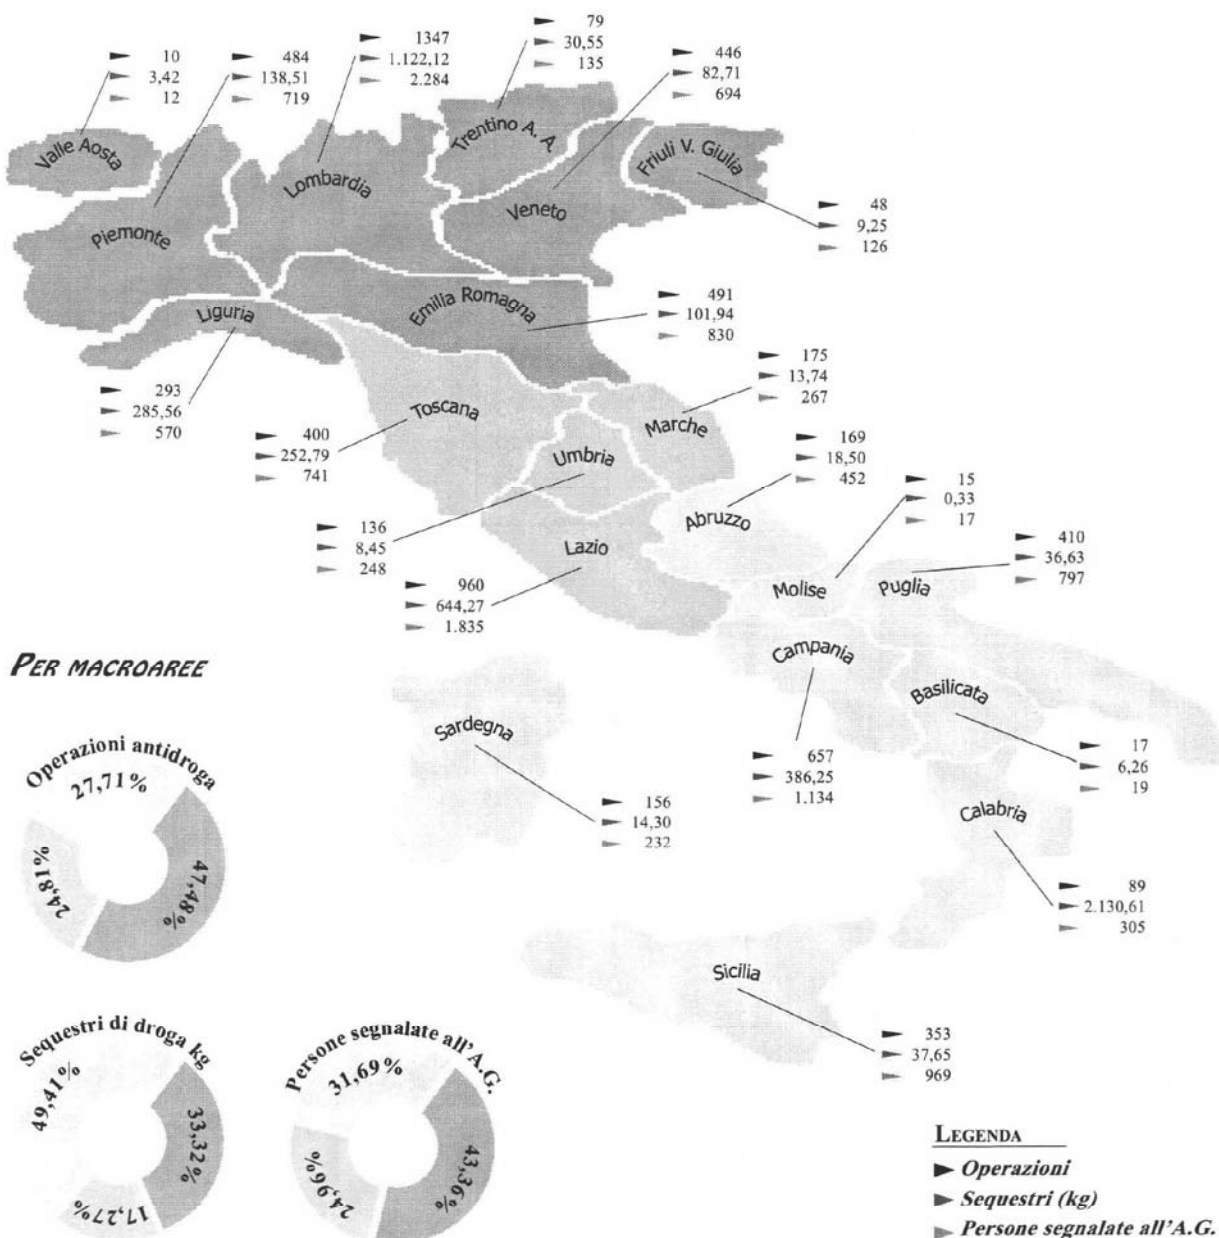 79
30,55
135
1347
1.122,12
2.284
10
3,42
12
484
138,51
719
446
82,71
694
Valle Aosta
Piemonte
Lombardia
Trentino A. A.
Veneto
Friuli V. Giulia
48
9,25
126
Liguria
Emilia Romagna
491
101,94
830
293
285,56
570
Toscana
400
252,79
741
Marche
175
13,74
267
Umbria
136
8,45
248
Abruzzo
169
18,50
452
Lazio
960
644,27
1.835
Molise
15
0,33
17
Puglia
410
36,63
797
Campania
657
386,25
1.134
Basilicata
17
6,26
19
Sardegna
156
14,30
232
Calabria
89
2.130,61
305
Sicilia
353
37,65
969
PER MACROAREE
Operazioni antidroga
27,71%
24,81%
47,48%
Sequestri di droga kg
49,41%
33,32%
17,27%
Persone segnalate all'A.G.
31,69%
24,96%
43,36%
LEGENDA
Operazioni
Sequestri (kg)
Persone segnalate all'A.G.